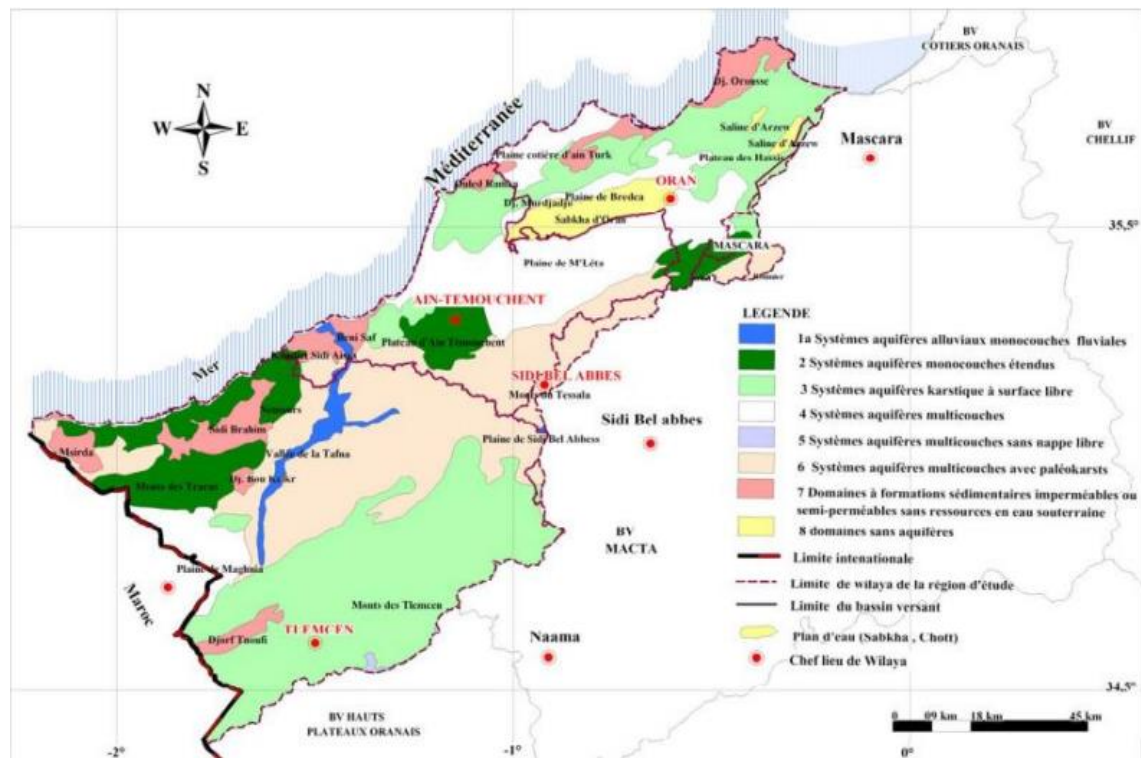 BV
COTIERS ORANAIS
N
W E
S
Dj. Orousse
Méditerranée
Saline d'Arzew
Saline d'Arzew
Mascara
BV
CHELLIF
Plaine cotière d'ain Turk
Plateau des Hassis
ORAN
Dj. Murdjadjo
Plaine de Bredea
Sabkha d'Oran
35,5°
MASCARA
Plaine de M'Léta
AIN-TEMOUCHENT
Beni Saf
Plateau d'Ain Temouchent
Mer
SIDI BEL ABBES
Monts du Tessala
Sidi Bel abbes
Plaine de Sidi Bel Abbess
Sidi Brahim
Msirda
Vallée de la Tafna
Monts des Traras
BV
MACTA
Plaine de Maghnia
Maroc
Monts des Tlemcen
Djorf Tnoufi
TLEMCEN
Naama
34,5°
BV HAUTS
PLATEAUX ORANAIS
-2°
-1°
0°
LEGENDE
1a Systèmes aquifères alluviaux monocouches fluviales
2 Systèmes aquifères monocouches étendus
3 Systèmes aquifères karstique à surface libre
4 Systèmes aquifères multicouches
5 Systèmes aquifères multicouches sans nappe libre
6 Systèmes aquifères multicouches avec paléokarsts
7 Domaines à formations sédimentaires imperméables ou
semi-perméables sans ressources en eau souterraine
8 domaines sans aquifères
Limite intenationale
Limite de wilaya de la région d'étude
Limite du bassin versant
Plan d'eau (Sabkha , Chott)
Chef lieu de Wilaya
0 09 km 18 km 45 km